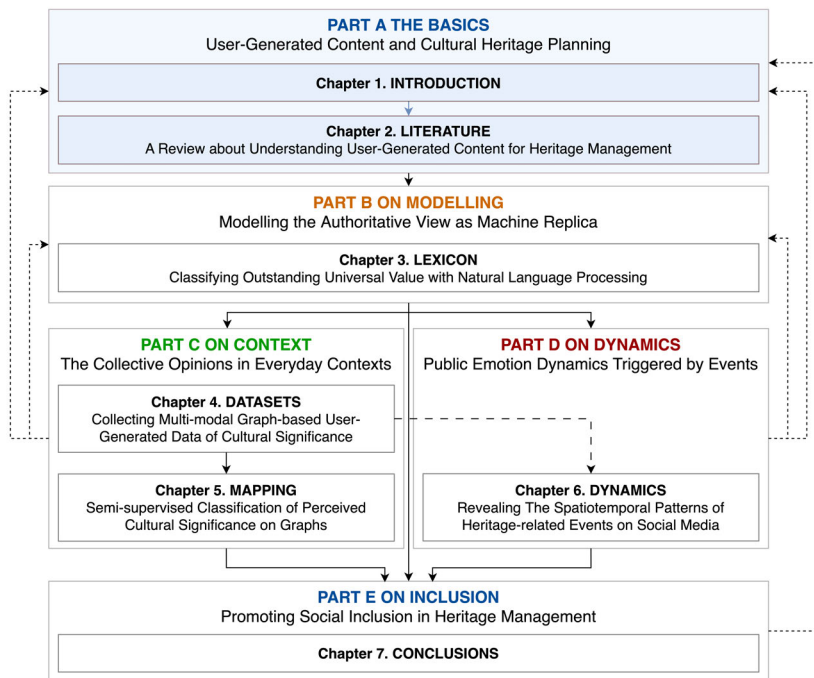 PART A THE BASICS
User-Generated Content and Cultural Heritage Planning
Chapter 1. INTRODUCTION
Chapter 2. LITERATURE
A Review about Understanding User-Generated Content for Heritage Management
PART B ON MODELLING
Modelling the Authoritative View as Machine Replica
Chapter 3. LEXICON
Classifying Outstanding Universal Value with Natural Language Processing
PART C ON CONTEXT
The Collective Opinions in Everyday Contexts
Chapter 4. DATASETS
Collecting Multi-modal Graph-based User-
Generated Data of Cultural Significance
Chapter 5. MAPPING
Semi-supervised Classification of Perceived
Cultural Significance on Graphs
PART D ON DYNAMICS
Public Emotion Dynamics Triggered by Events
Chapter 6. DYNAMICS
Revealing The Spatiotemporal Patterns of
Heritage-related Events on Social Media
PART E ON INCLUSION
Promoting Social Inclusion in Heritage Management
Chapter 7. CONCLUSIONS